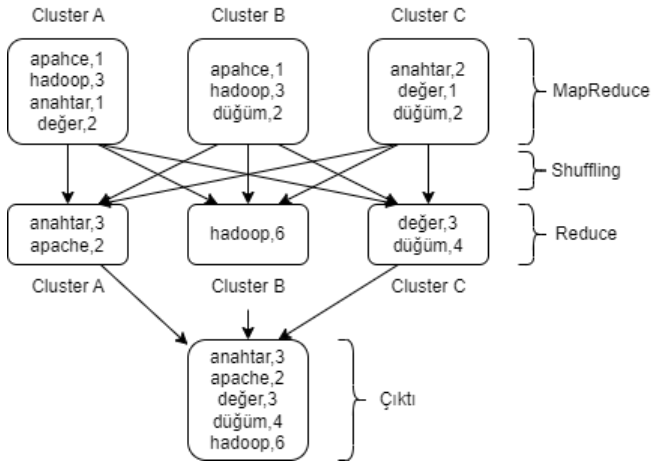 Cluster A
Cluster B
Cluster C
apahce,1
hadoop,3
anahtar,1
değer,2
apahce,1
hadoop,3
düğüm,2
anahtar,2
değer,1
düğüm,2
MapReduce
Shuffling
anahtar,3
apache,2
hadoop,6
değer,3
düğüm,4
Reduce
Cluster A
Cluster B
Cluster C
anahtar,3
apache,2
değer,3
düğüm,4
hadoop,6
Çıktı